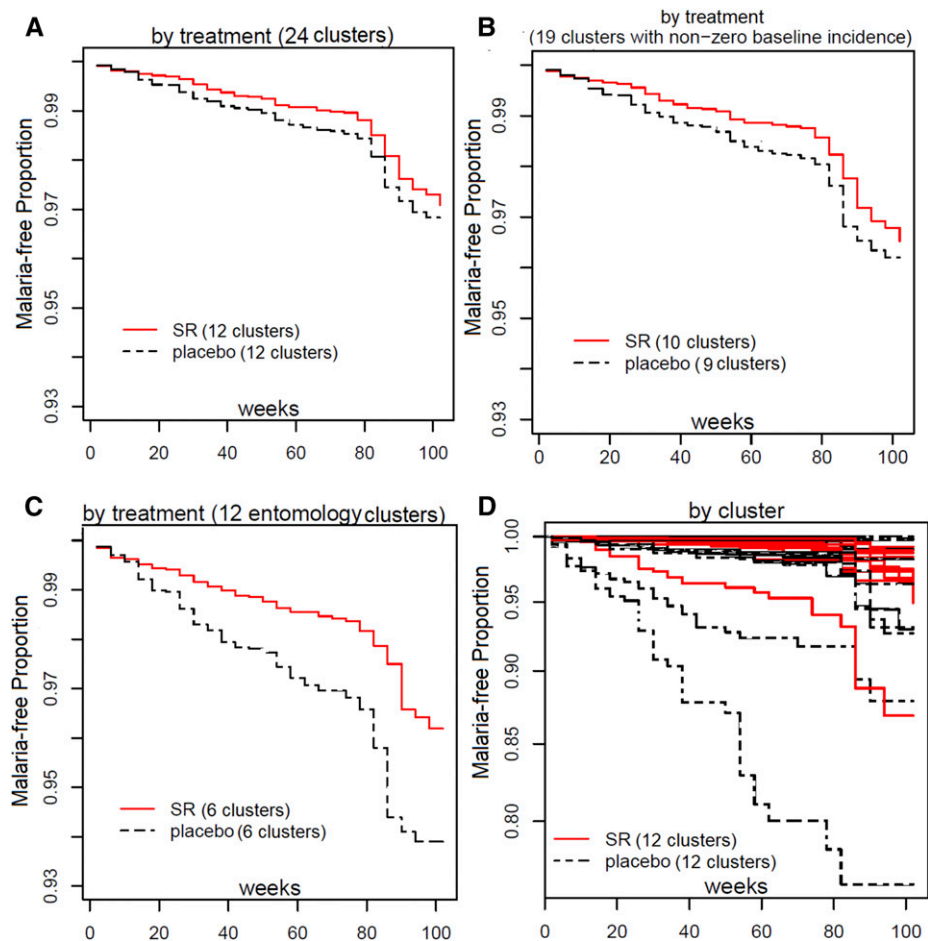 A
by treatment (24 clusters)
Malaria-free Proportion
0.99
0.97
0.95
0.93
SR (12 clusters)
placebo (12 clusters)
weeks
0 20 40 60 80 100
B
by treatment
(19 clusters with non-zero baseline incidence)
Malaria-free Proportion
0.99
0.97
0.95
0.93
SR (10 clusters)
placebo (9 clusters)
weeks
0 20 40 60 80 100
C
by treatment (12 entomology clusters)
Malaria-free Proportion
0.99
0.97
0.95
0.93
SR (6 clusters)
placebo (6 clusters)
weeks
0 20 40 60 80 100
D
by cluster
Malaria-free Proportion
1.00
0.95
0.90
0.85
0.80
SR (12 clusters)
placebo (12 clusters)
weeks
0 20 40 60 80 100